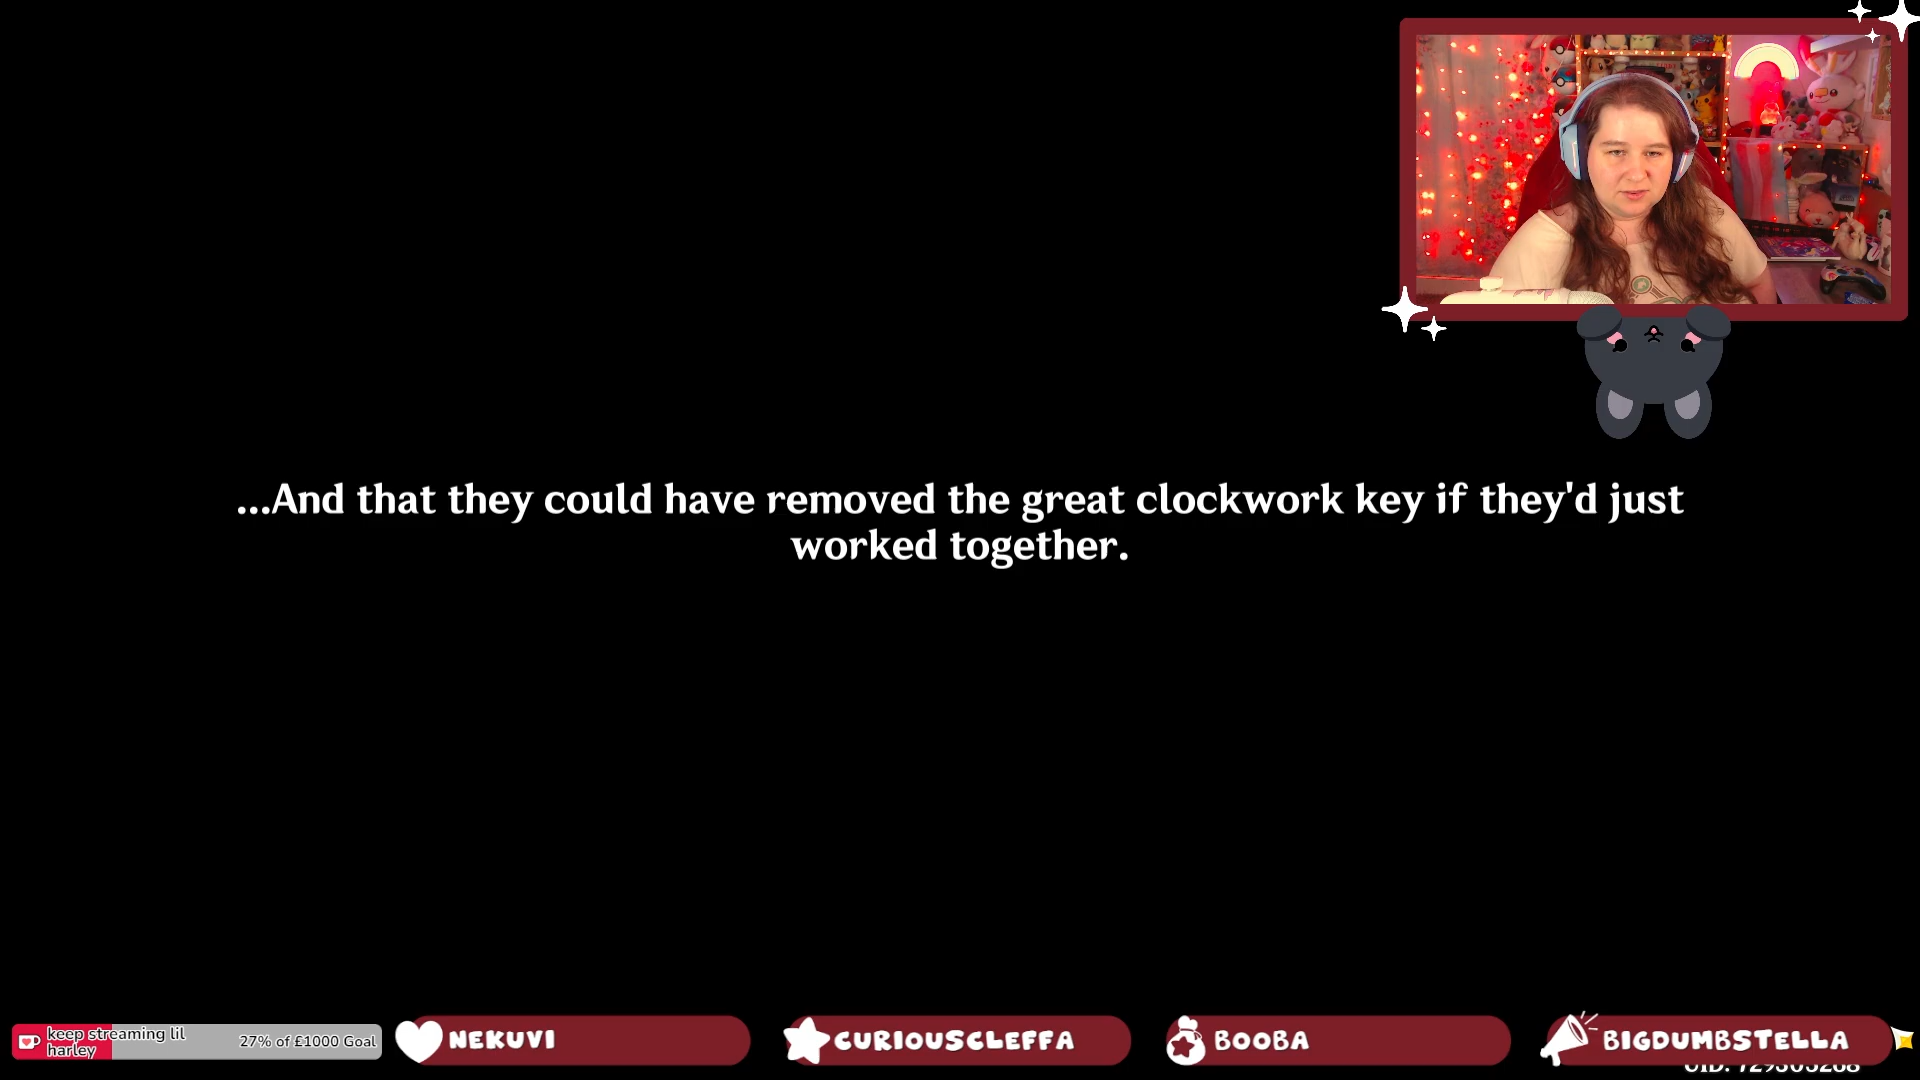 ...And that they could have removed the great clockwork key if they'd just
worked together.
keep streaming lil
harley
27% of £1000 Goal
NEKUVI
CURIOUSCLEFFA
BOOBA
BIGDUMBSTELLA